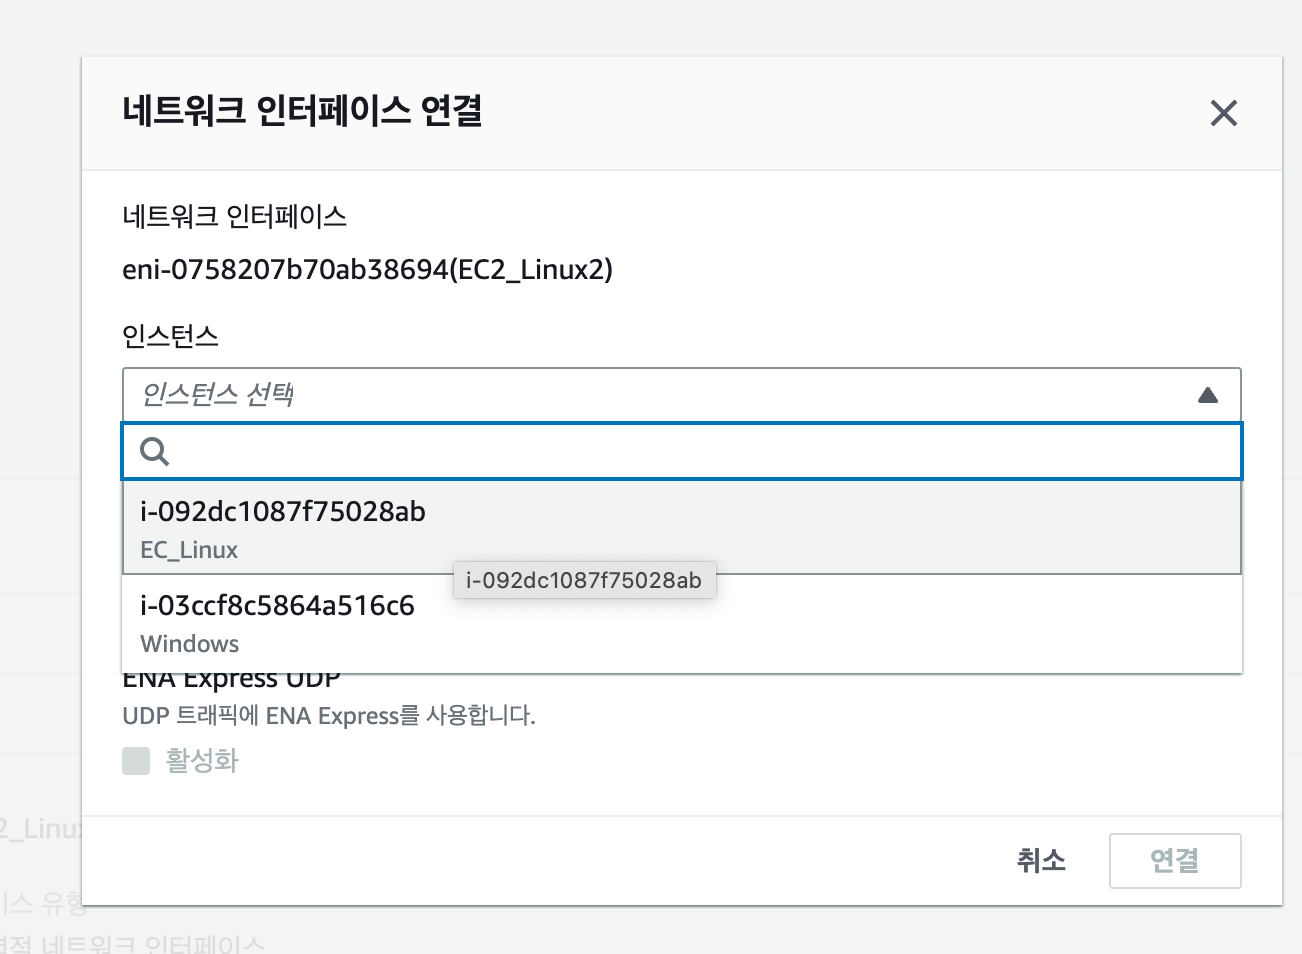 네트워크 인터페이스 연결
네트워크 인터페이스
eni-0758207b70ab38694(EC2_Linux2)
인스턴스
인스턴스 선택
i-092dc1087f75028ab
EC_Linux
i-092dc1087f75028ab
i-03ccf8c5864a516c6
Windows
ENA Express UDP
UDP 트래픽에 ENA Express를 사용합니다.
활성화
2_Linux
취소
연결
이스 유형
네트워크 인터페이스